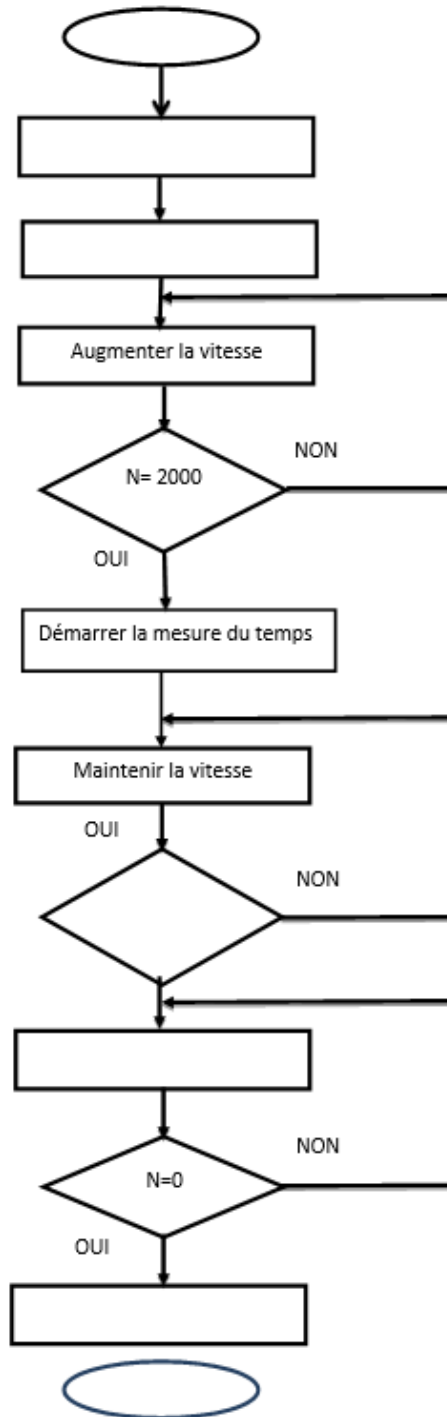 Augmenter la vitesse
NON
N= 2000
OUI
Démarrer la mesure du temps
Maintenir la vitesse
OUI
NON
NON
N=0
OUI